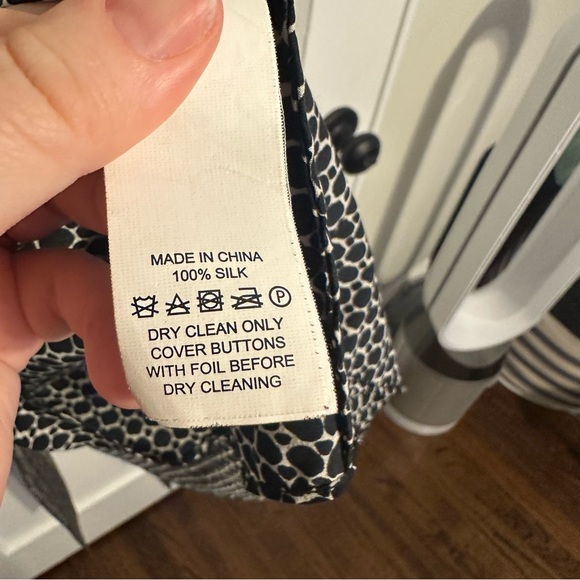 MADE IN CHINA
100% SILK
P
DRY CLEAN ONLY
COVER BUTTONS
WITH FOIL BEFORE
DRY CLEANING